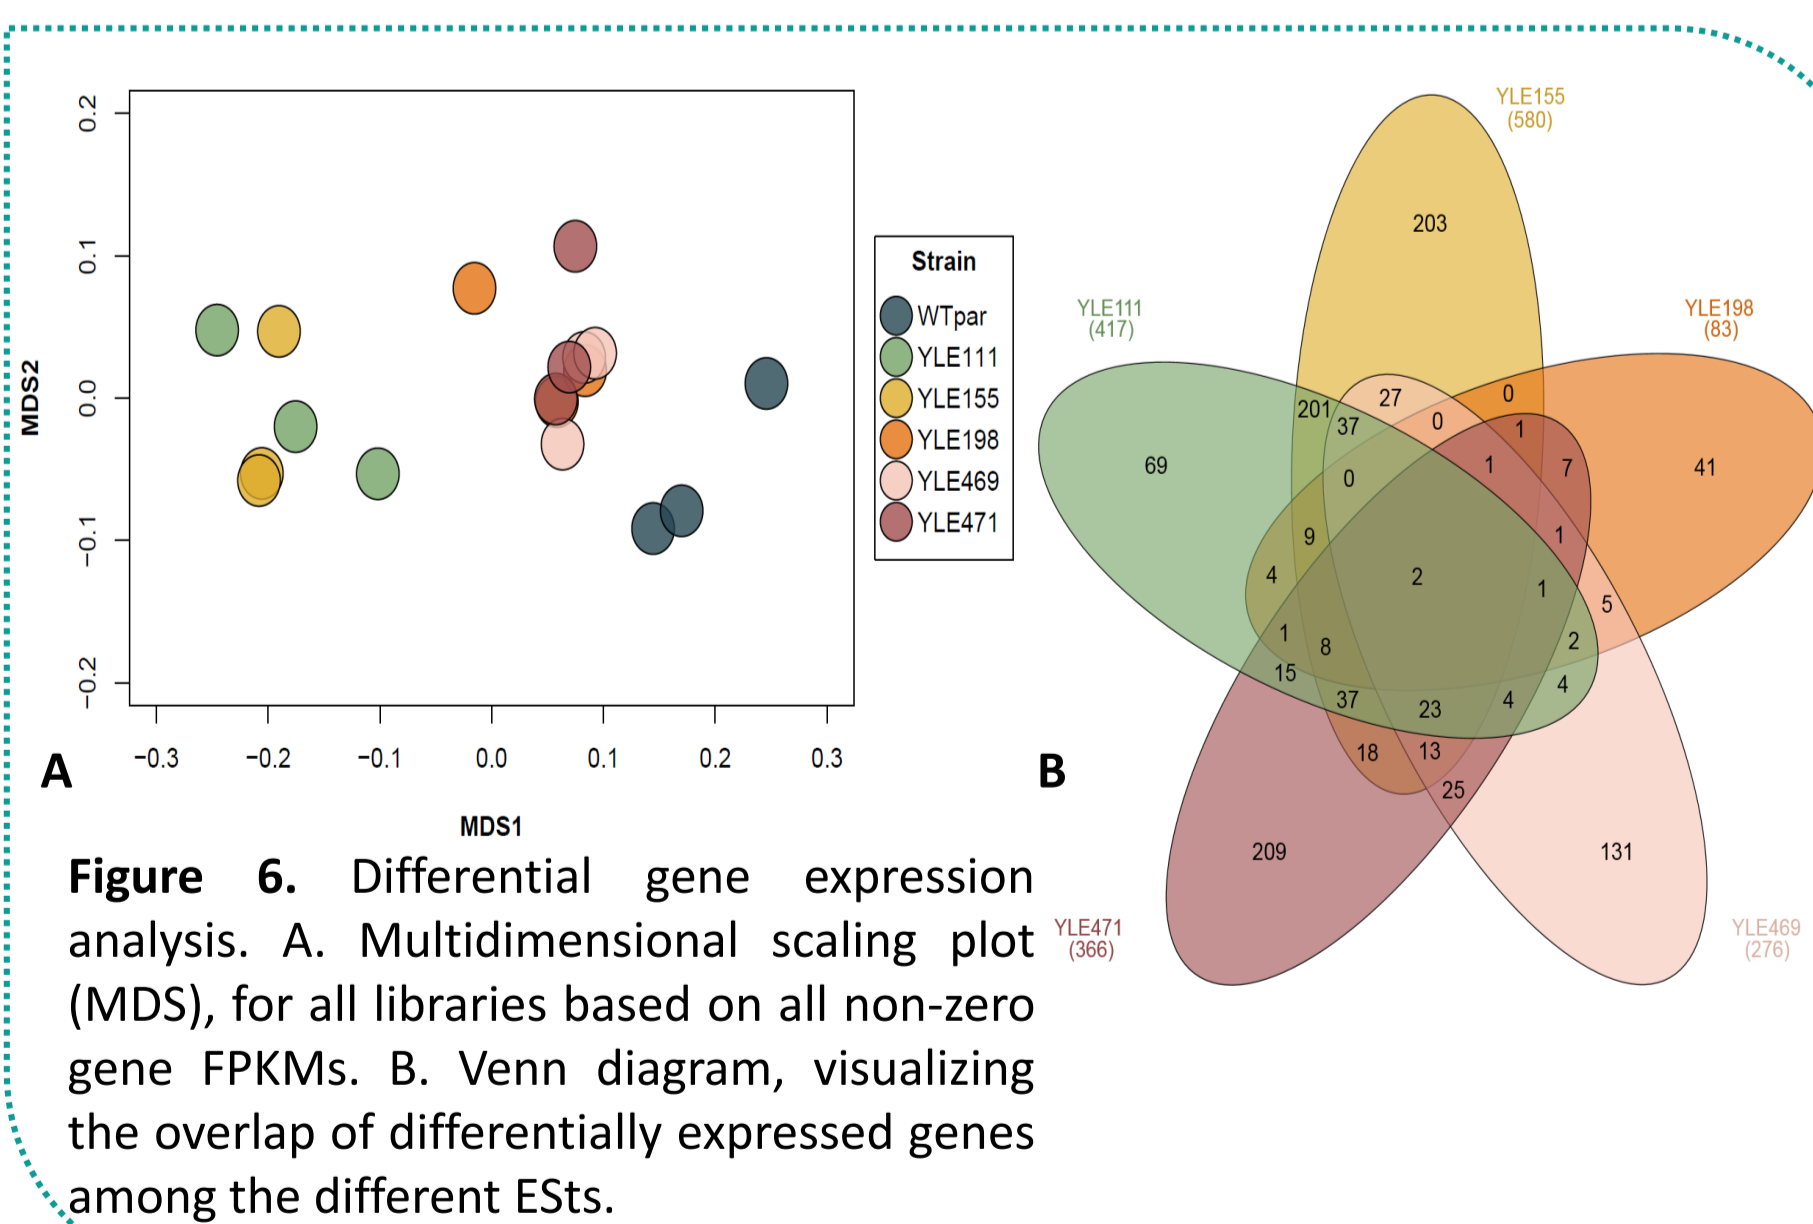 0.2
0.1
0.0
−0.1
−0.2
MDS2
−0.3 −0.2 −0.1 0.0 0.1 0.2 0.3
MDS1
A
Strain
WTpar
YLE111
YLE155
YLE198
YLE469
YLE471
YLE155
(580)
YLE111
(417)
YLE198
(83)
203
27 0
201 37 0 1
69 0 1 7 41
9 1
4 2 1 5
1 8 2
15 37 23 4 4
18 13
25
209 131
YLE471
(366)
YLE469
(276)
B
Figure 6. Differential gene expression
analysis. A. Multidimensional scaling plot
(MDS), for all libraries based on all non-zero
gene FPKMs. B. Venn diagram, visualizing
the overlap of differentially expressed genes
among the different ESts.